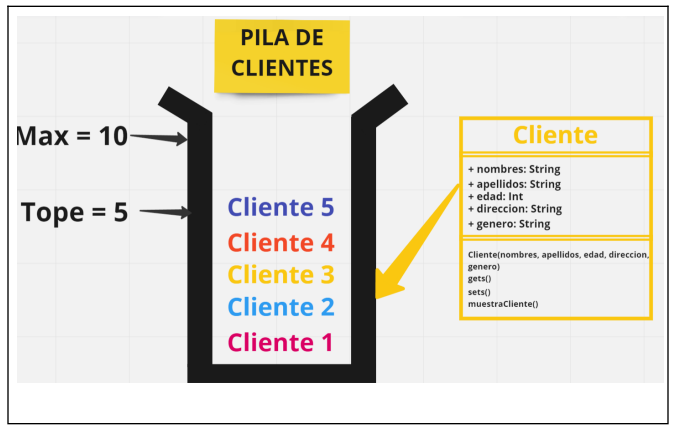 PILA DE
CLIENTES
Max = 10
Tope = 5
Cliente 5
Cliente 4
Cliente 3
Cliente 2
Cliente 1
Cliente
+ nombres: String
+ apellidos: String
+ edad: Int
+ direccion: String
+ genero: String
Cliente(nombres, apellidos, edad, direccion,
genero)
gets()
sets()
muestraCliente()